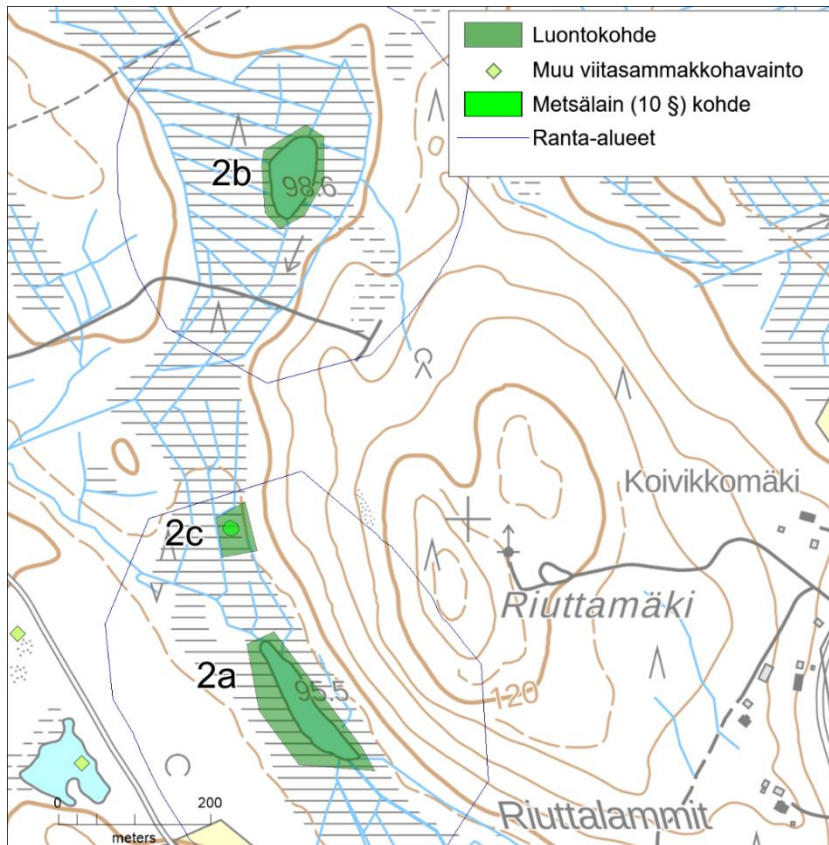 Luontokohde
Muu viitasammakkohavainto
Metsälain (10 §) kohde
Ranta-alueet
2b
98.6
Koivikkomäki
2c
Riuttamäki
2a
95.5
120
0 200
meters
Riuttalammit